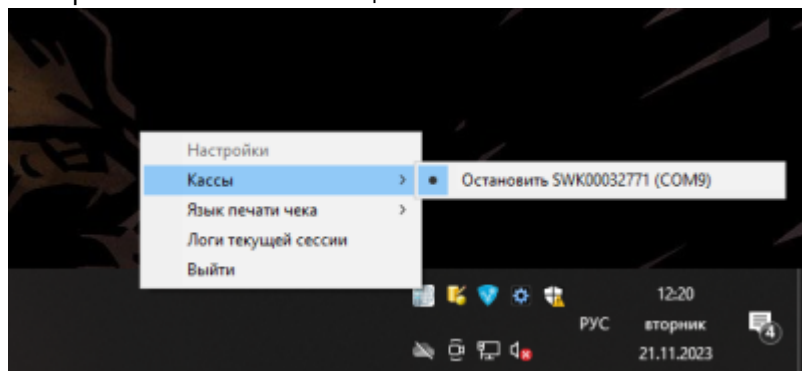 Настройки
Кассы
Остановить SWK00032771 (COM9)
Язык печати чека
Логи текущей сессии
Выйти
12:20
РУС
вторник
4
21.11.2023